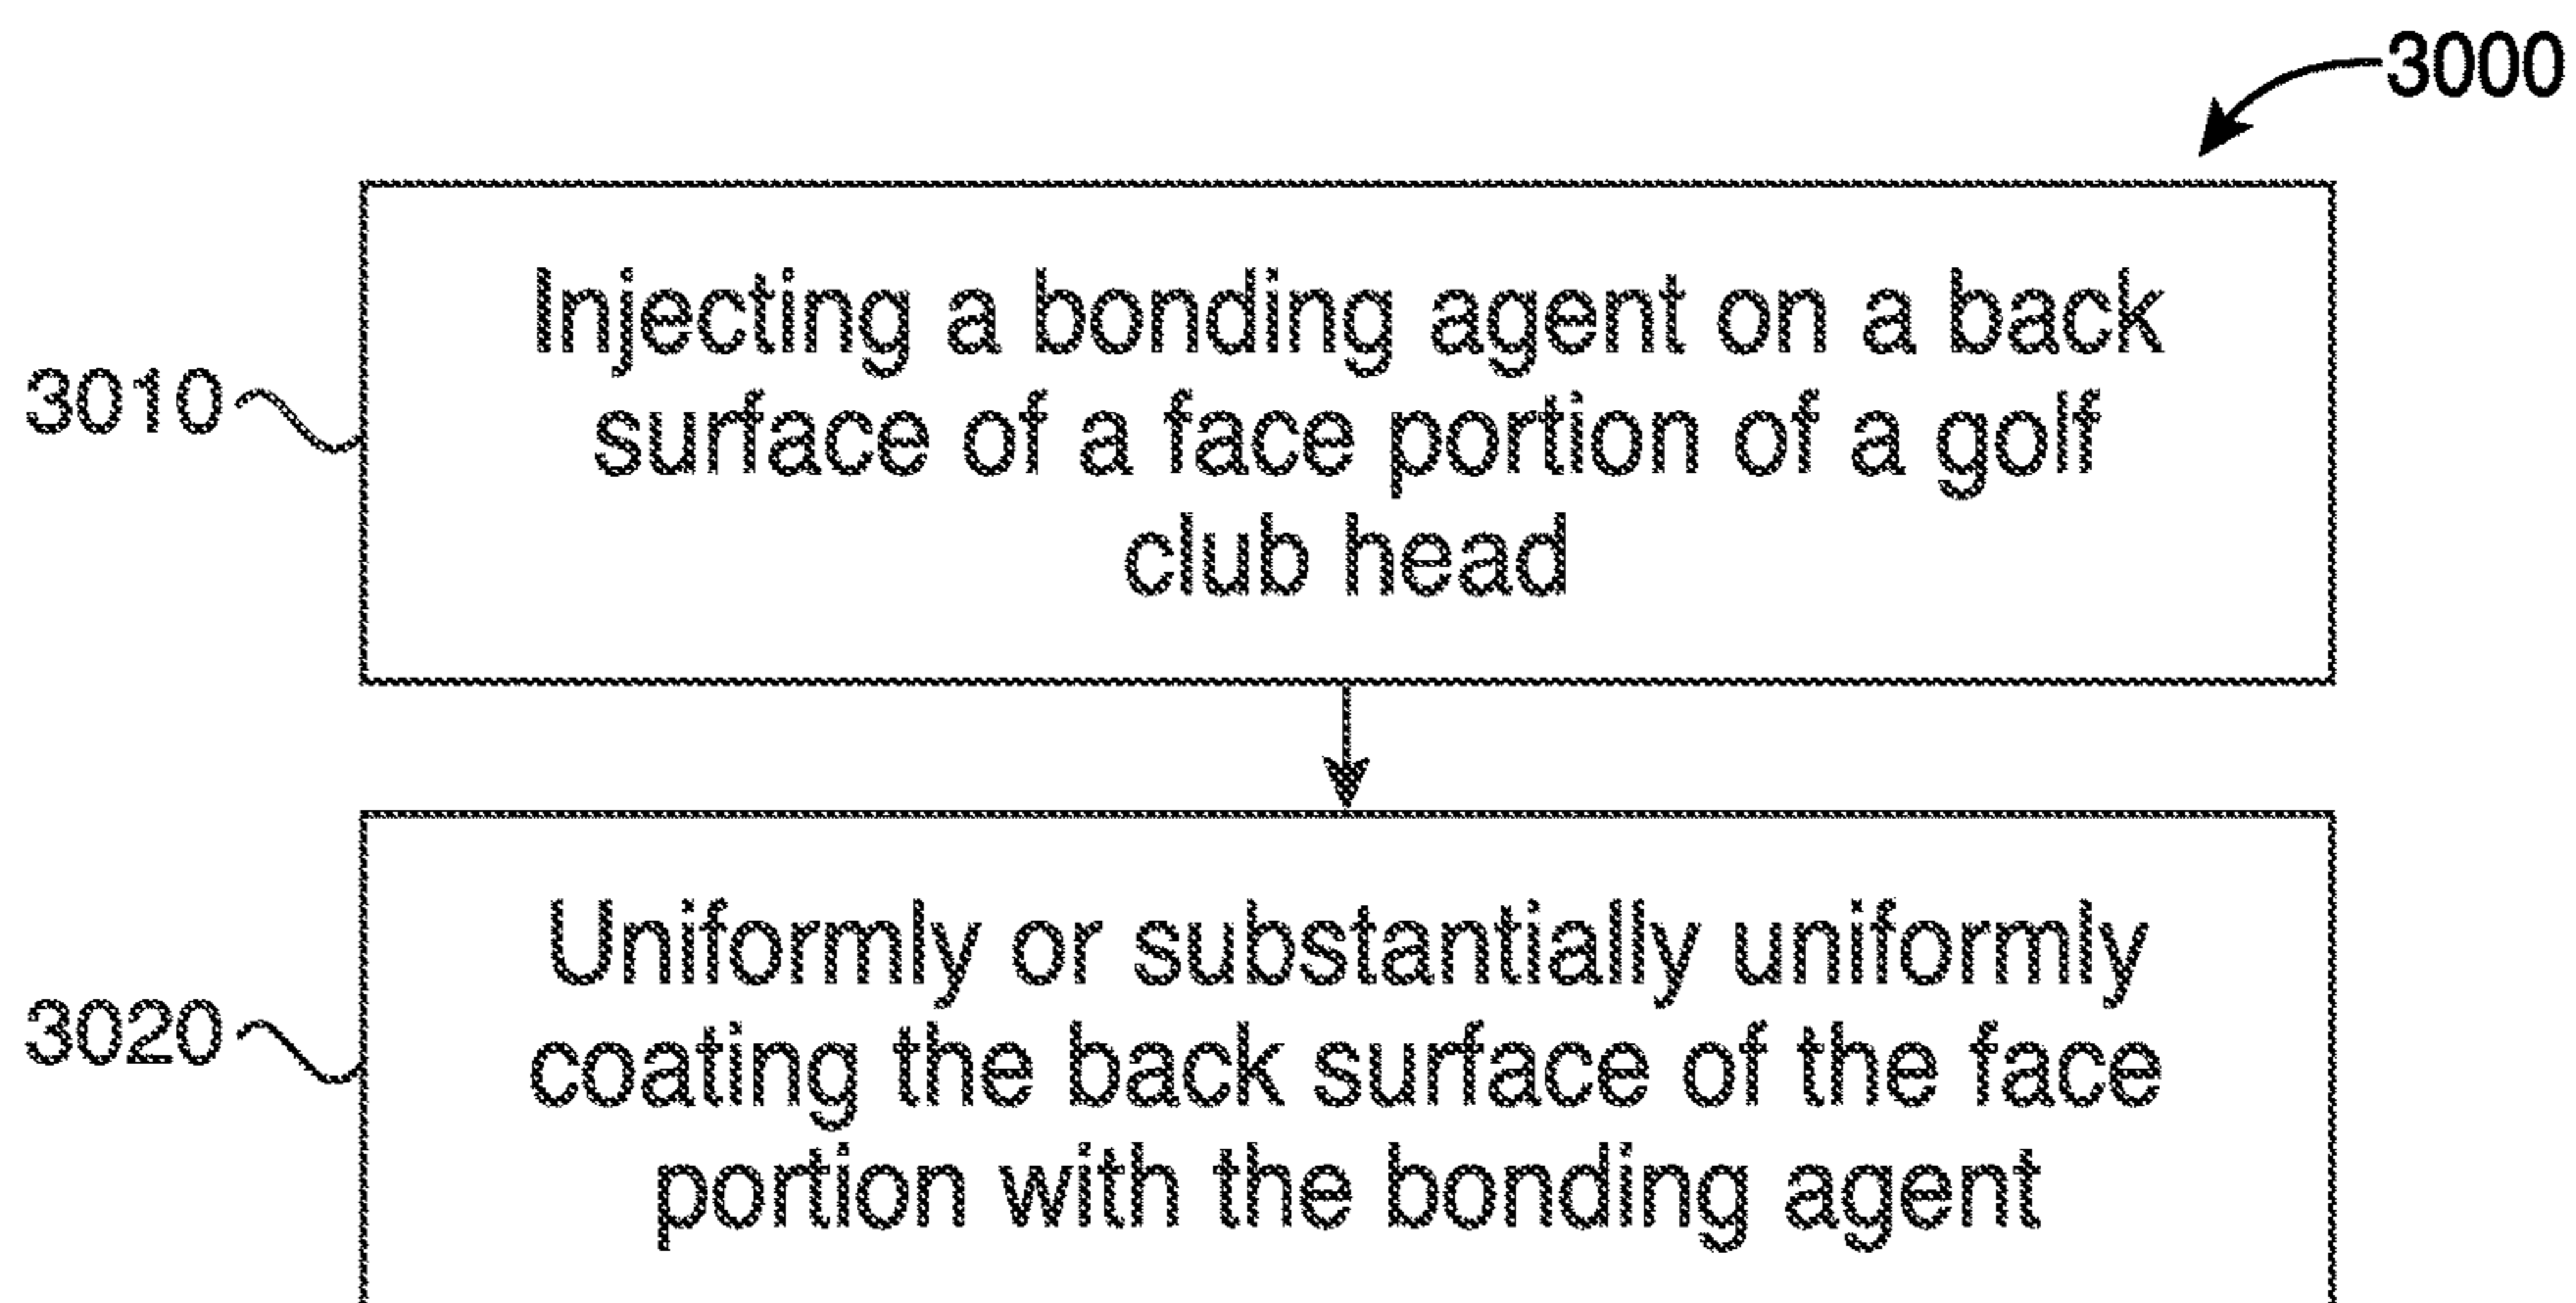 3000
Injecting a bonding agent on a back
surface of a face portion of a golf
club head
3010
Uniformly or substantially uniformly
coating the back surface of the face
portion with the bonding agent
3020